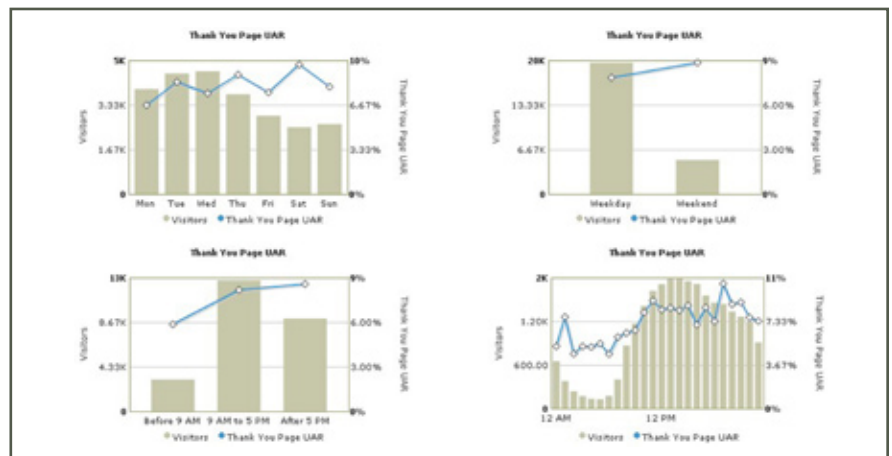 Thank You Page UAR
5K
10%
3.33K
6.67%
1.67K
3.33%
0
0%
Visitors
Thank You Page UAR
Mon Tue Wed Thu Fri Sat Sun
Visitors Thank You Page UAR
Thank You Page UAR
20K
9%
13.33K
6.00%
6.67K
3.00%
0
0%
Visitors
Thank You Page UAR
Weekday Weekend
Visitors Thank You Page UAR
Thank You Page UAR
13K
9%
8.67K
6.00%
4.33K
3.00%
0
0%
Visitors
Thank You Page UAR
Before 9 AM 9 AM to 5 PM After 5 PM
Visitors Thank You Page UAR
Thank You Page UAR
2K
11%
1.20K
7.33%
600.00
3.67%
0
0%
Visitors
Thank You Page UAR
12 AM 12 PM
Visitors Thank You Page UAR